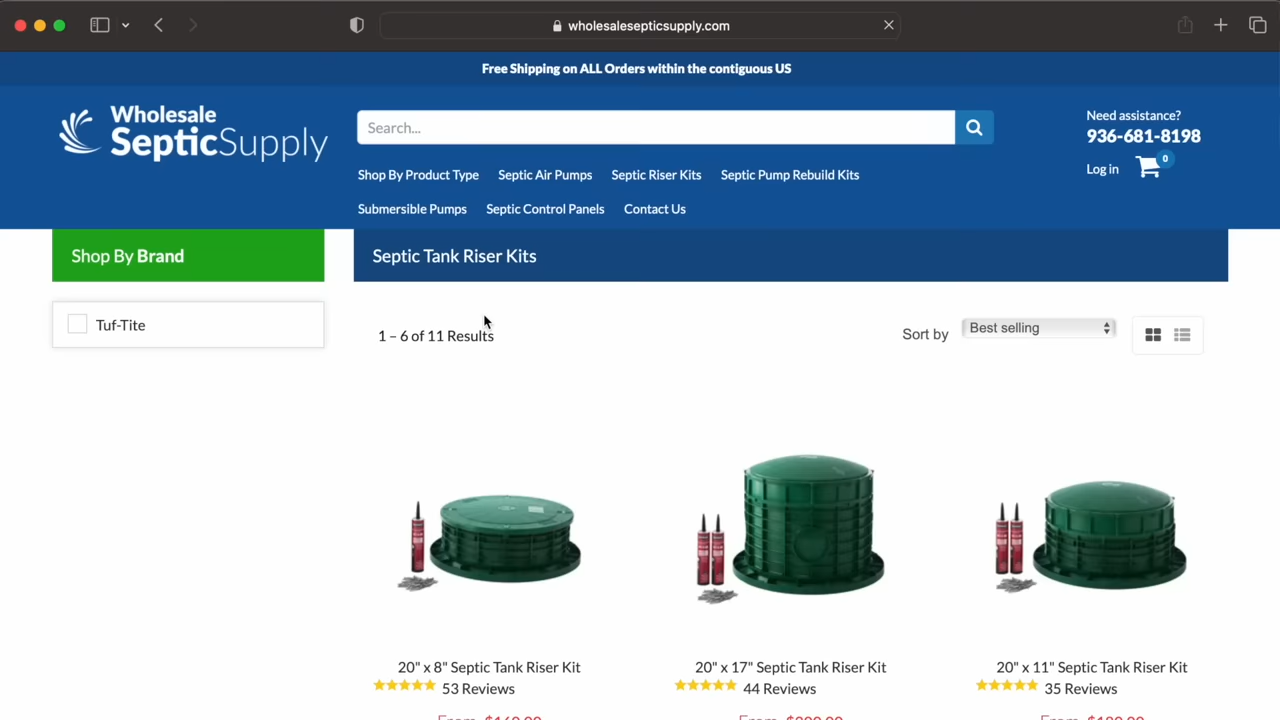 wholesalesepticsupply.com
Free Shipping on ALL Orders within the contiguous US
Wholesale
SepticSupply
Search...
Need assistance?
936-681-8198
Log in
0
Shop By Product Type Septic Air Pumps Septic Riser Kits Septic Pump Rebuild Kits
Submersible Pumps Septic Control Panels Contact Us
Shop By Brand
Septic Tank Riser Kits
Tuf-Tite
1 – 6 of 11 Results
Sort by Best selling
20" x 8" Septic Tank Riser Kit
53 Reviews
20" x 17" Septic Tank Riser Kit
44 Reviews
20" x 11" Septic Tank Riser Kit
35 Reviews